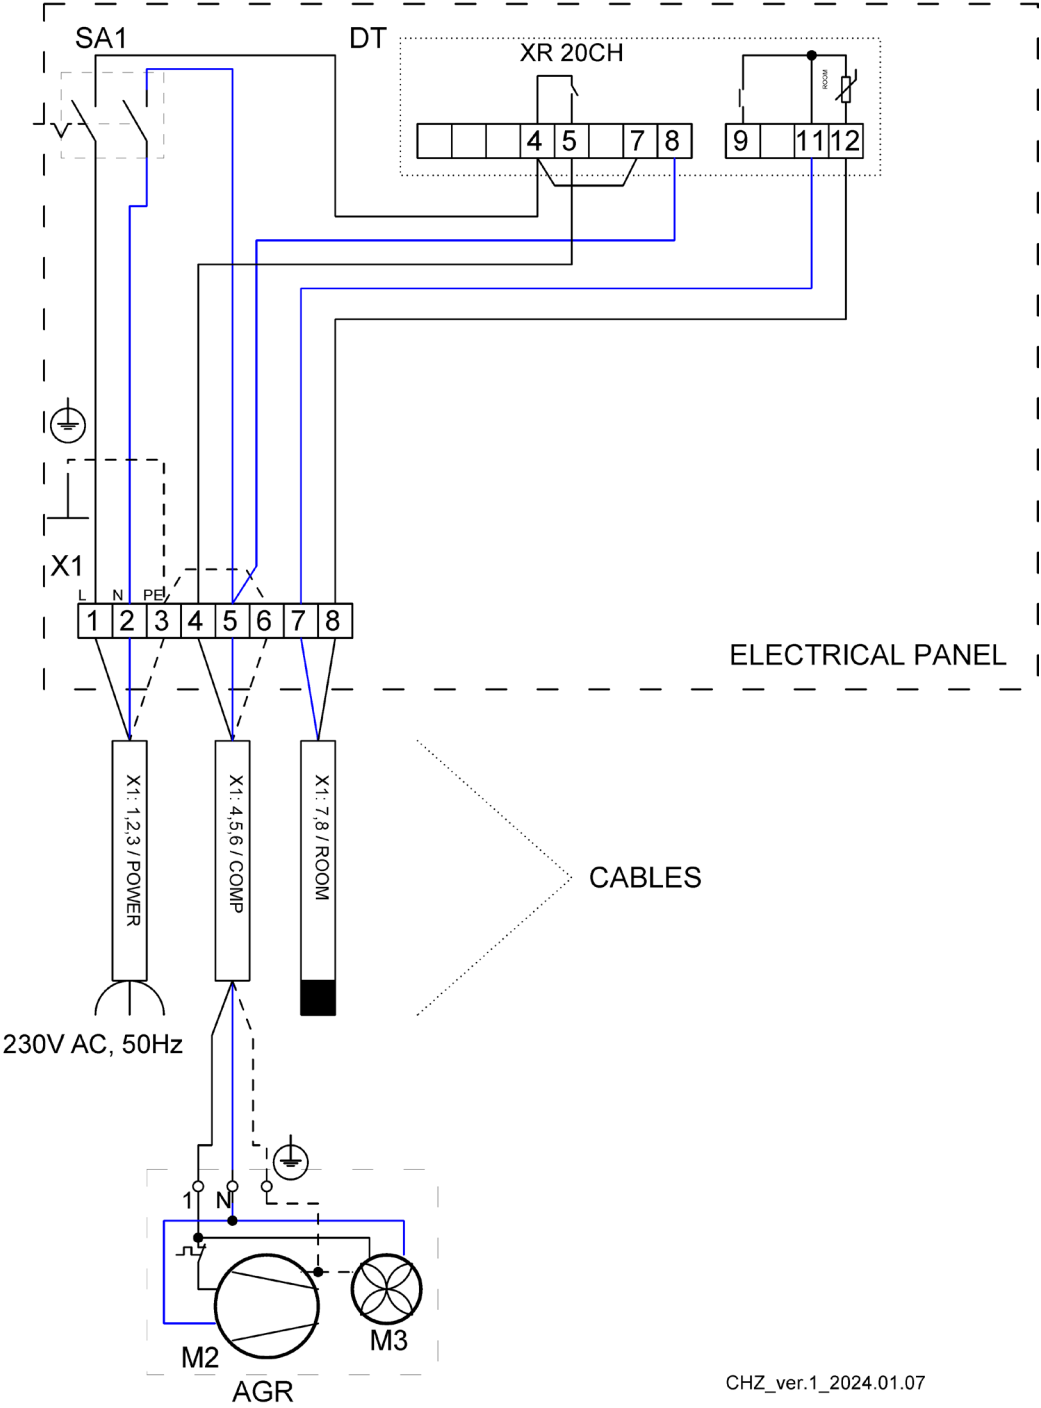 SA1
DT
XR 20CH
ROOM
4 5 7 8
9 11 12
X1
L N PE
1 2 3 4 5 6 7 8
ELECTRICAL PANEL
X1: 1,2,3 / POWER
X1: 4,5,6 / COMP
X1: 7,8 / ROOM
CABLES
230V AC, 50Hz
1 N
M2
M3
AGR
CHZ_ver.1_2024.01.07